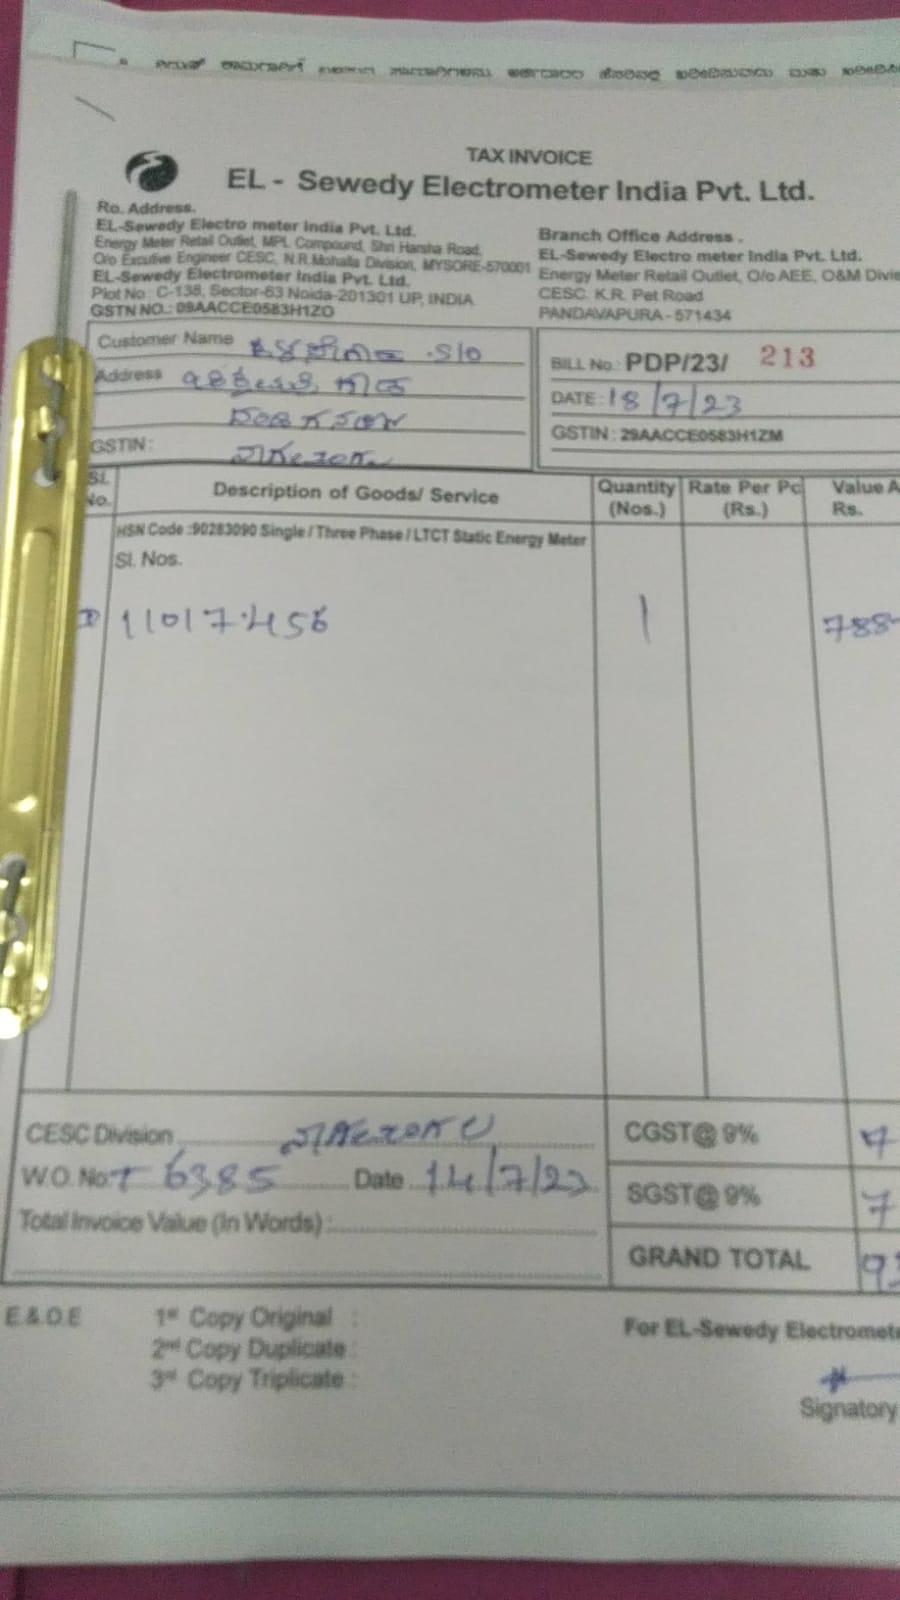 TAX INVOICE
EL - Sewedy Electrometer India Pvt. Ltd.
Ro. Address.
EL-Sewedy Electro meter India Pvt. Ltd.
Energy Meter Retail Outlet, MPL Compound, Shri Harsha Road,
O/o Excutive Engineer CESC, N.R.Mohalla Division, MYSORE-570001
EL-Sewedy Electrometer India Pvt. Ltd.
Plot No.: C-138, Sector-63 Noida-201301 UP, INDIA
GSTN NO.: 09AACCE0583H1ZO
Branch Office Address .
EL-Sewedy Electro meter India Pvt. Ltd.
Energy Meter Retail Outlet, O/o AEE, O&M Divis
CESC. K.R. Pet Road
PANDAVAPURA - 571434
Customer Name S/O
Address
GSTIN:
BILL No.: PDP/23/ 213
DATE : 18/7/23
GSTIN : 29AACCE0583H1ZM
Sl. No. Description of Goods/ Service Quantity (Nos.) Rate Per Pc (Rs.) Value A Rs.
HSN Code :90283090 Single / Three Phase / LTCT Static Energy Meter
Sl. Nos.
11017456 1 788
CESC Division
W.O. No. 6385 Date 14/7/23
Total Invoice Value (In Words) :
CGST@ 9% 7
SGST@ 9% 7
GRAND TOTAL 93
E.& O.E
1st Copy Original :
2nd Copy Duplicate :
3rd Copy Triplicate :
For EL-Sewedy Electromete
Signatory